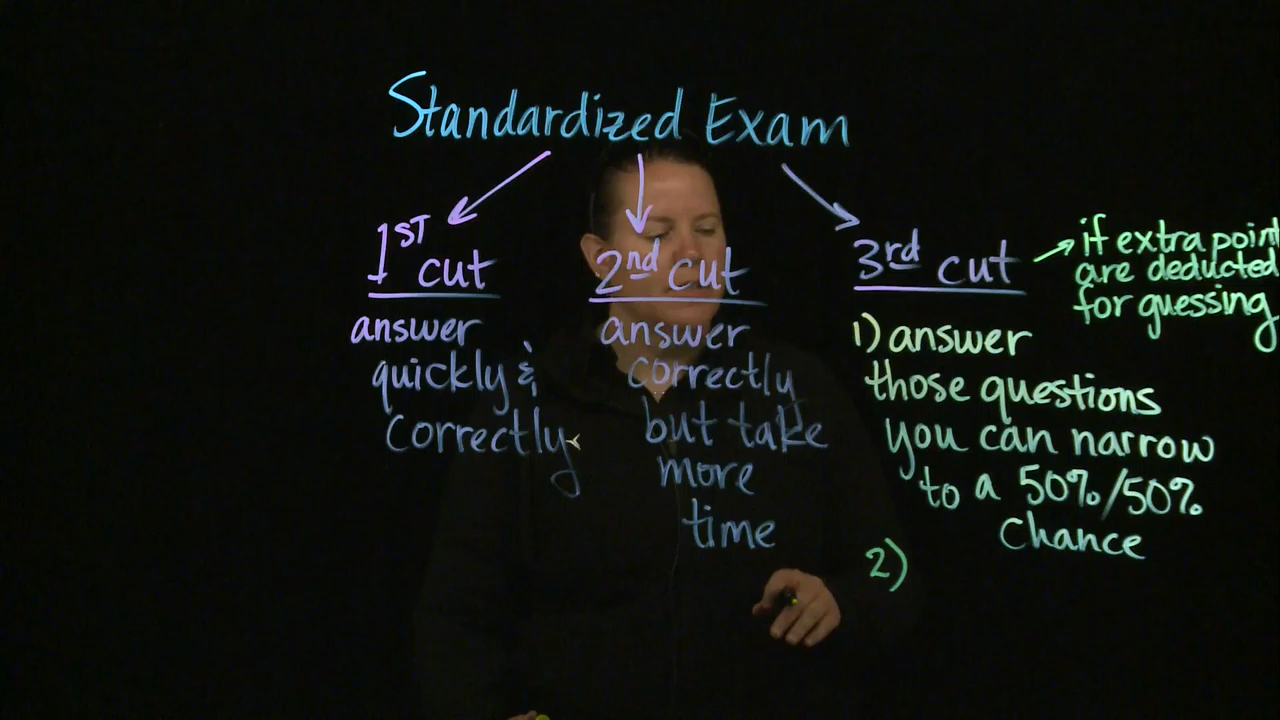 Standardized Exam
1ST
cut
answer
quickly &
correctly
2nd cut
answer
correctly
but take
more
time
3rd cut
if extra point
are deducted
for guessing
1) answer
those questions
you can narrow
to a 50%/50%
chance
2)